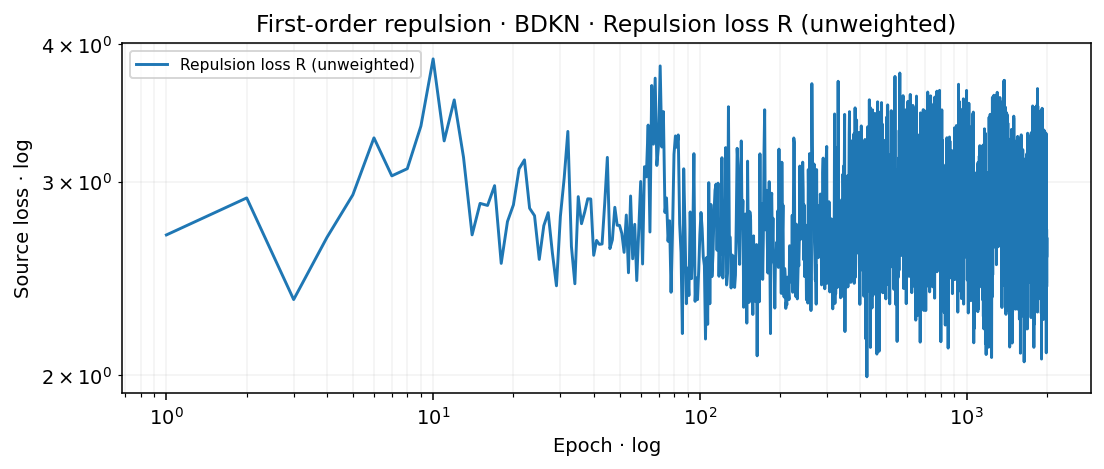 First-order repulsion · BDKN · Repulsion loss R (unweighted)
Repulsion loss R (unweighted)
Source loss · log
4 × 10⁰
3 × 10⁰
2 × 10⁰
10⁰ 10¹ 10² 10³
Epoch · log